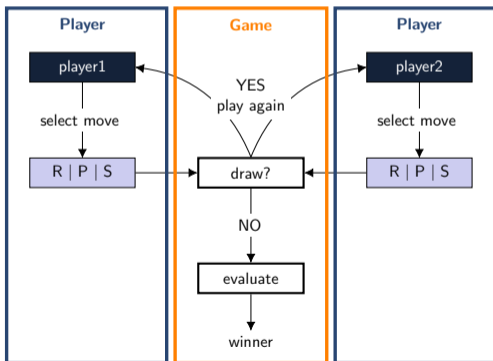 Player
Game
Player
player1
player2
YES
play again
select move
select move
R | P | S
draw?
R | P | S
NO
evaluate
winner